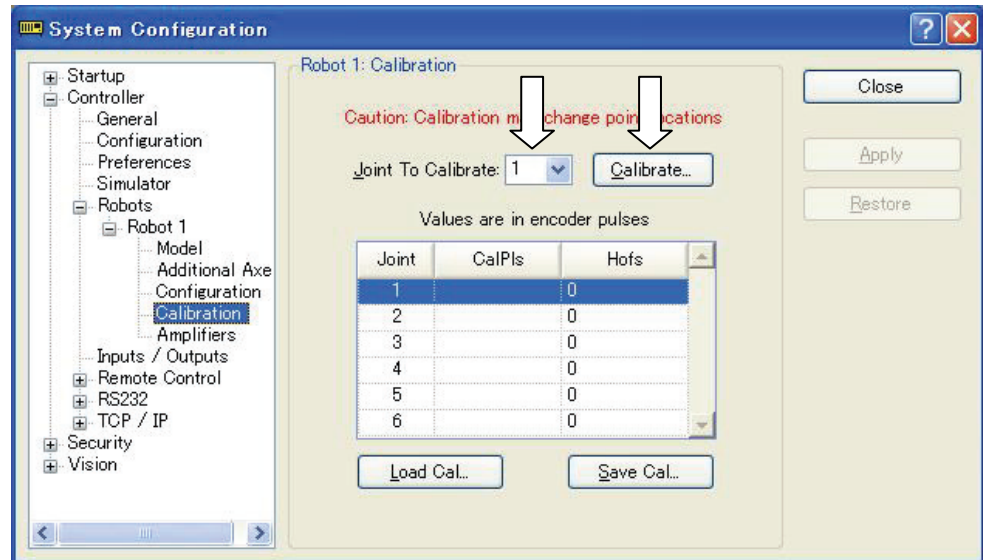 System Configuration
Startup
Controller
General
Configuration
Preferences
Simulator
Robots
Robot 1
Model
Additional Axe
Configuration
Calibration
Amplifiers
Inputs / Outputs
Remote Control
RS232
TCP / IP
Security
Vision
Robot 1: Calibration
Caution: Calibration change locations
Joint To Calibrate: 1 Calibrate...
Values are in encoder pulses
Joint CalPls Hofs
1 0
2 0
3 0
4 0
5 0
6 0
Load Cal... Save Cal...
Close
Apply
Restore